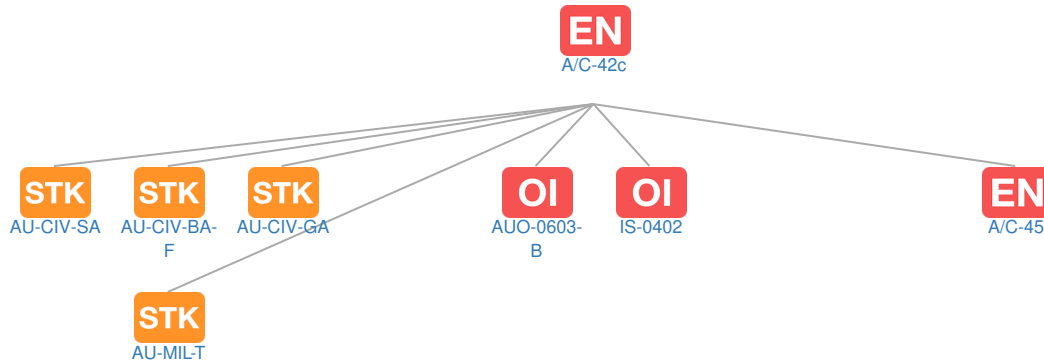 EN
A/C-42c
STK STK STK OI OI EN
AU-CIV-SA AU-CIV-BA- AU-CIV-GA AUO-0603- IS-0402 A/C-45
F B
STK
AU-MIL-T